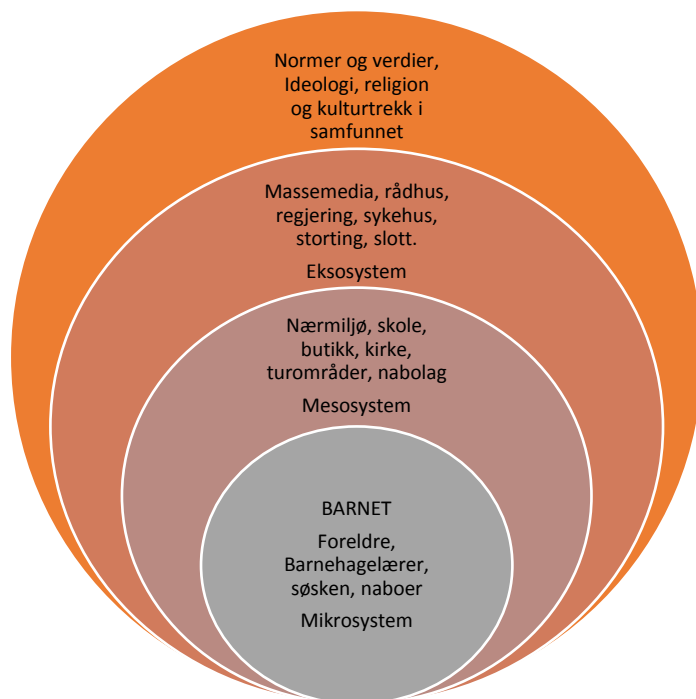 Normer og verdier,
Ideologi, religion
og kulturtrekk i
samfunnet
Massemedia, rådhus,
regjering, sykehus,
storting, slott.
Eksosystem
Nærmiljø, skole,
butikk, kirke,
turområder, nabolag
Mesosystem
BARNET
Foreldre,
Barnehagelærer,
søsken, naboer
Mikrosystem